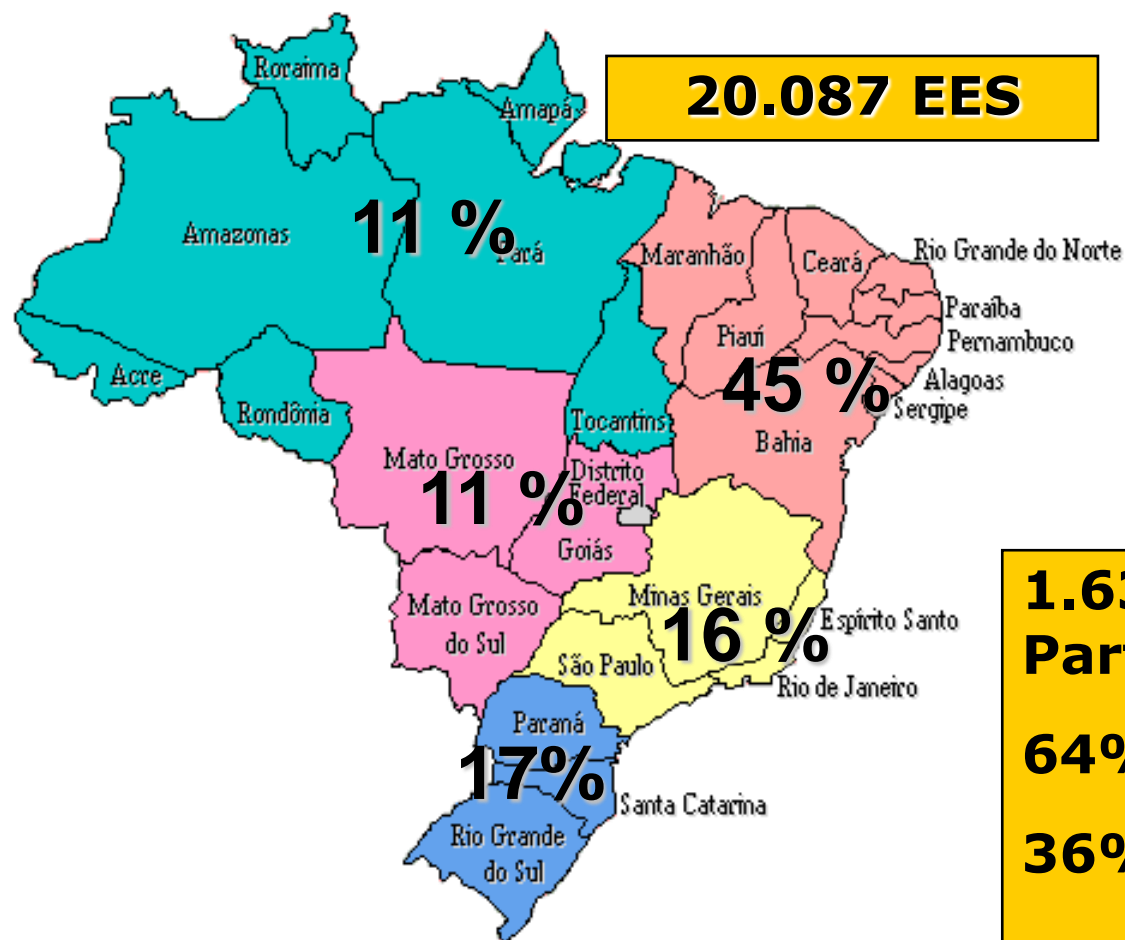 20.087 EES
Roraima
Amapá
Amazonas
11 %
Pará
Maranhão
Ceará
Rio Grande do Norte
Paraíba
Pernambuco
Piauí
45 %
Alagoas
Sergipe
Acre
Rondônia
Tocantins
Bahia
Mato Grosso
11 %
Distrito
Federal
Goiás
Mato Grosso
do Sul
Minas Gerais
16 %
Espírito Santo
São Paulo
Rio de Janeiro
Paraná
17%
Santa Catarina
Rio Grande
do Sul
64%
36%